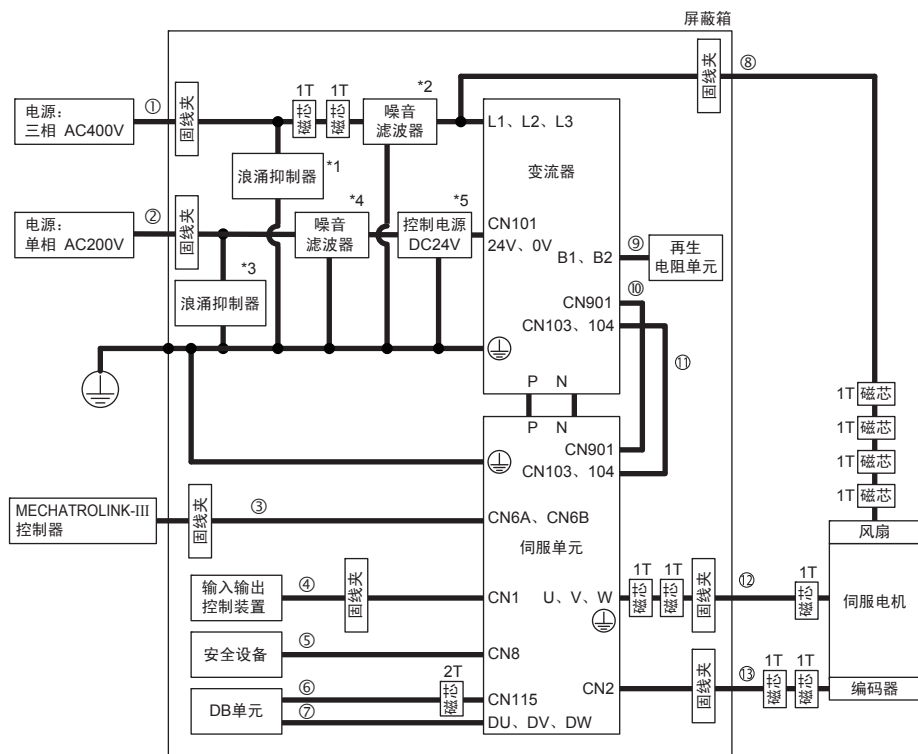 屏蔽箱
电源：
三相 AC400V
①
固线夹
1T
磁芯
1T
磁芯
*2
噪音
滤波器
L1、L2、L3
变流器
固线夹
⑧
浪涌抑制器
*1
电源：
单相 AC200V
②
固线夹
*4
噪音
滤波器
*5
控制电源
DC24V
CN101
24V、0V
B1、B2
⑨
再生
电阻单元
*3
浪涌抑制器
⑩
CN901
CN103、104
⑪
P N
P N
CN901
CN103、104
1T 磁芯
1T 磁芯
1T 磁芯
1T 磁芯
风扇
MECHATROLINK-III
控制器
固线夹
③
CN6A、CN6B
伺服单元
输入输出
控制装置
④
固线夹
CN1
U、V、W
1T
磁芯
1T
磁芯
固线夹
⑫
1T
磁芯
伺服电机
安全设备
⑤
CN8
DB单元
⑥
⑦
2T
磁芯
CN115
DU、DV、DW
CN2
固线夹
⑬
1T
磁芯
1T
磁芯
编码器